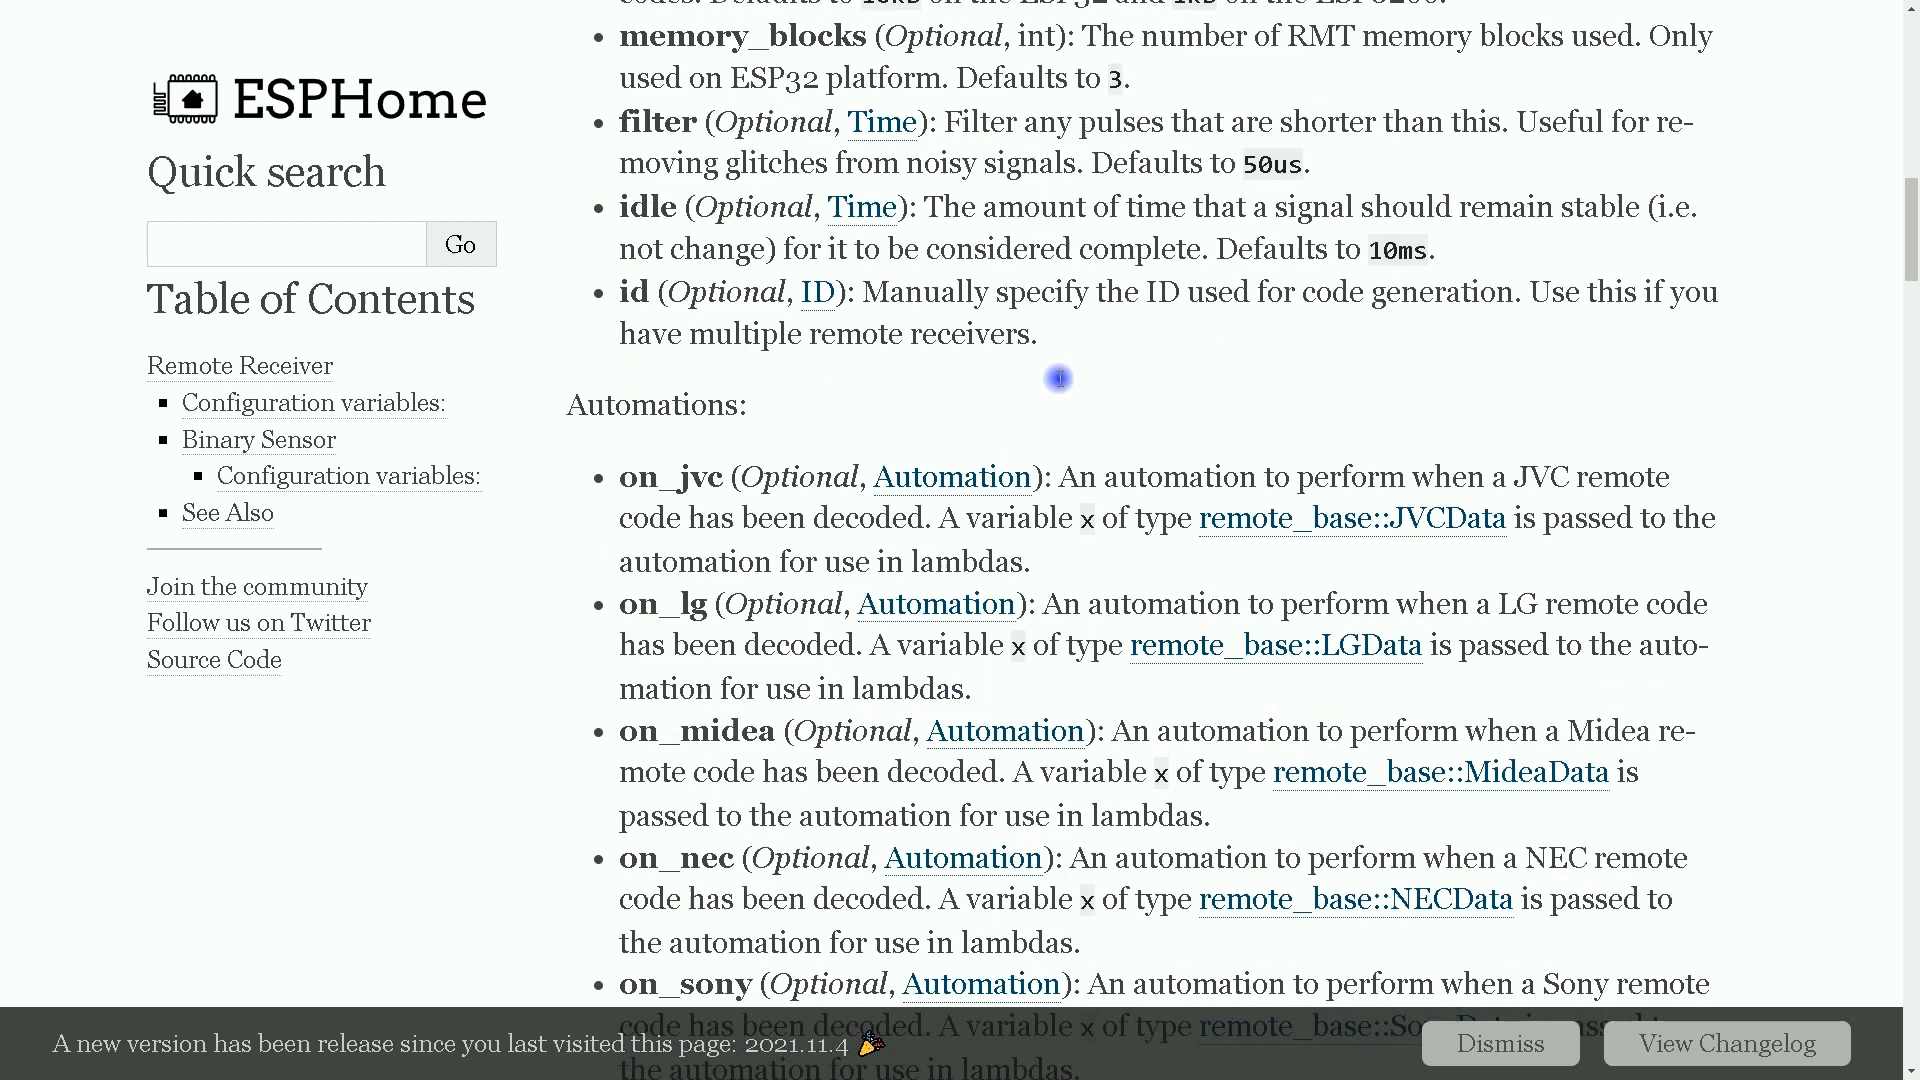 ESPHome
Quick search
Go
Table of Contents
Remote Receiver
Configuration variables:
Binary Sensor
Configuration variables:
See Also
Join the community
Follow us on Twitter
Source Code
memory_blocks (Optional, int): The number of RMT memory blocks used. Only
used on ESP32 platform. Defaults to 3.
filter (Optional, Time): Filter any pulses that are shorter than this. Useful for re-
moving glitches from noisy signals. Defaults to 50us.
idle (Optional, Time): The amount of time that a signal should remain stable (i.e.
not change) for it to be considered complete. Defaults to 10ms.
id (Optional, ID): Manually specify the ID used for code generation. Use this if you
have multiple remote receivers.
Automations:
on_jvc (Optional, Automation): An automation to perform when a JVC remote
code has been decoded. A variable x of type remote_base::JVCData is passed to the
automation for use in lambdas.
on_lg (Optional, Automation): An automation to perform when a LG remote code
has been decoded. A variable x of type remote_base::LGData is passed to the auto-
mation for use in lambdas.
on_midea (Optional, Automation): An automation to perform when a Midea re-
mote code has been decoded. A variable x of type remote_base::MideaData is
passed to the automation for use in lambdas.
on_nec (Optional, Automation): An automation to perform when a NEC remote
code has been decoded. A variable x of type remote_base::NECData is passed to
the automation for use in lambdas.
on_sony (Optional, Automation): An automation to perform when a Sony remote
code has been decoded. A variable x of type
the automation for use in lambdas.
A new version has been release since you last visited this page: 2021.11.4 🎉
Dismiss
View Changelog